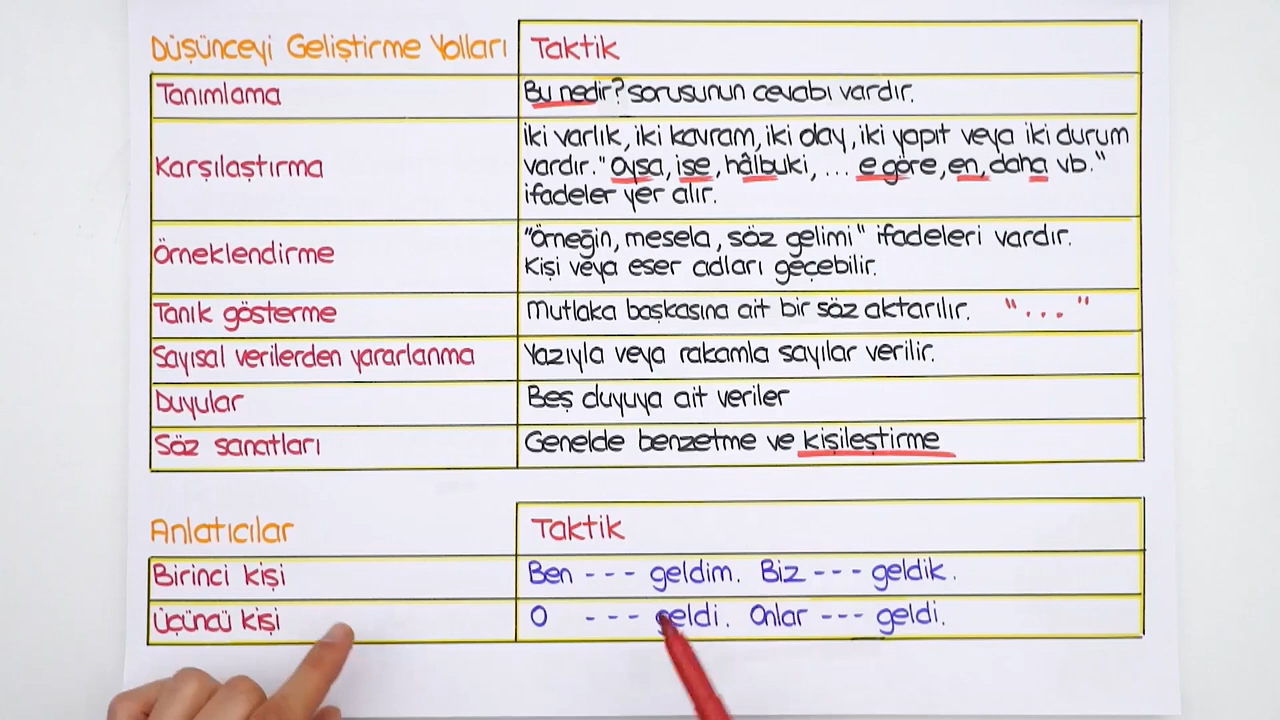 Düşünceyi Geliştirme Yolları Taktik
Tanımlama Bu nedir? sorusunun cevabı vardır.
Karşılaştırma İki varlık, iki kavram, iki olay, iki yapıt veya iki durum
vardır. "oysa, ise, hâlbuki, ... e göre, en, daha vb."
ifadeler yer alır.
Örneklendirme "Örneğin, mesela, söz gelimi" ifadeleri vardır.
Kişi veya eser adları geçebilir.
Tanık gösterme Mutlaka başkasına ait bir söz aktarılır. "..."
Sayısal verilerden yararlanma Yazıyla veya rakamla sayılar verilir.
Duyular Beş duyuya ait veriler
Söz sanatları Genelde benzetme ve kişileştirme
Anlatıcılar Taktik
Birinci kişi Ben --- geldim. Biz --- geldik.
Üçüncü kişi O --- geldi. Onlar --- geldi.